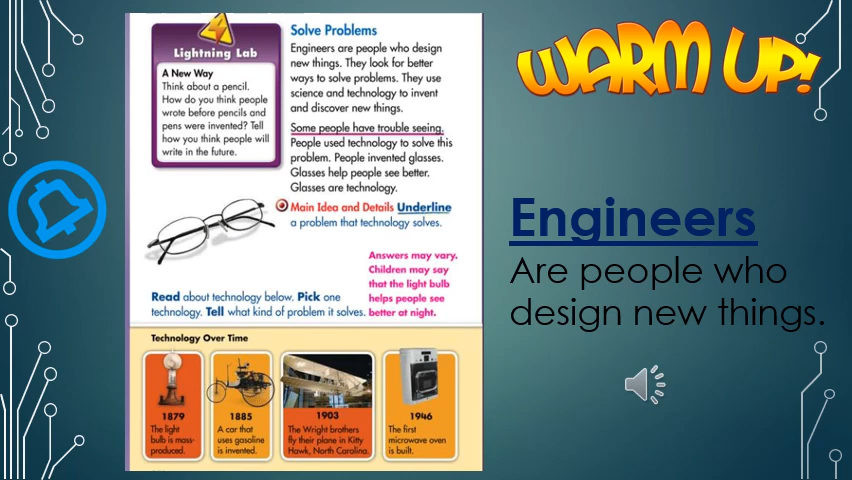 Lightning Lab
A New Way
Think about a pencil.
How do you think people
wrote before pencils and
pens were invented? Tell
how you think people will
write in the future.
Solve Problems
Engineers are people who design
new things. They look for better
ways to solve problems. They use
science and technology to invent
and discover new things.
Some people have trouble seeing.
People used technology to solve this
problem. People invented glasses.
Glasses help people see better.
Glasses are technology.
Main Idea and Details Underline
a problem that technology solves.
Answers may vary.
Children may say
that the light bulb
helps people see
better at night.
Read about technology below. Pick one
technology. Tell what kind of problem it solves.
Technology Over Time
1879
The light
bulb is mass-
produced.
1885
A car that
uses gasoline
is invented.
1903
The Wright brothers
fly their plane in Kitty
Hawk, North Carolina.
1946
The first
microwave oven
is built.
WARM UP!
Engineers
Are people who
design new things.